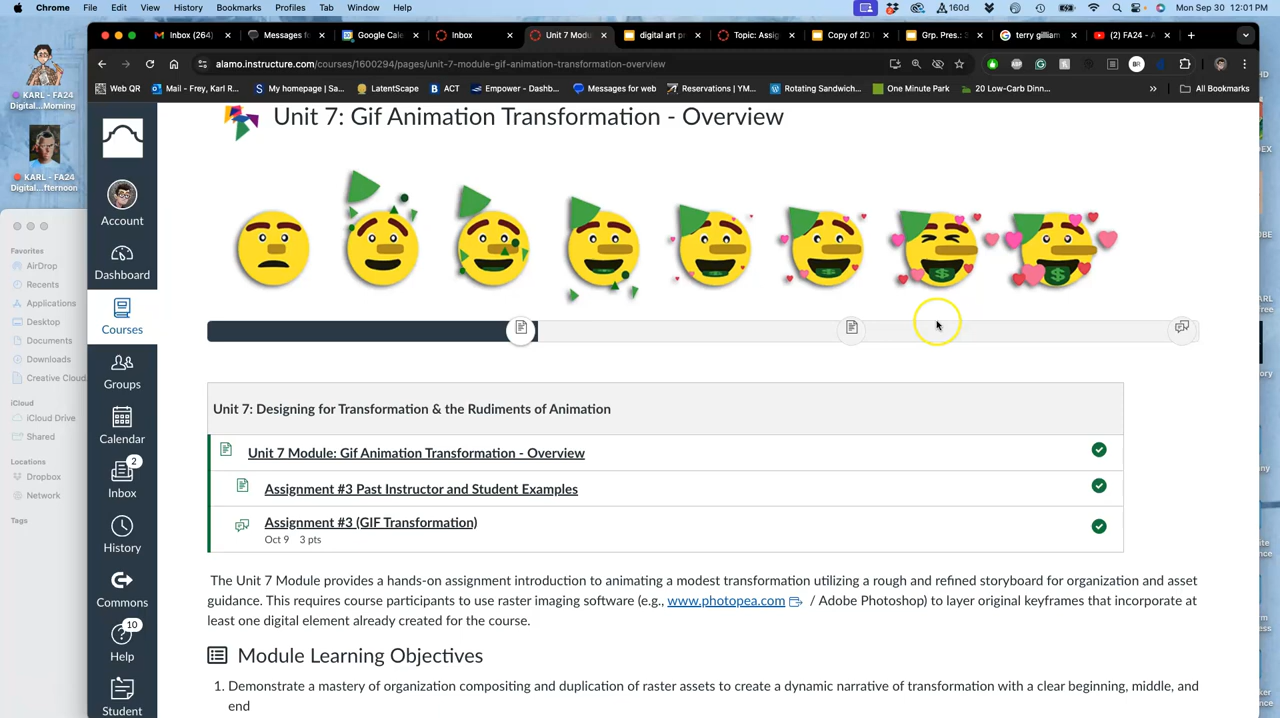 Chrome File Edit View History Bookmarks Profiles Tab Window Help 160d Mon Sep 30 12:01 PM
Inbox (264) Messages fo Google Cale Inbox Unit 7 Modu digital art pr Topic: Assig Copy of 2D Grp. Pres.: terry gilliam (2) FA24 - A
alamo.instructure.com/courses/1600294/pages/unit-7-module-gif-animation-transformation-overview
Web QR Mail - Frey, Karl - O... My homepage | Sa... LatentScape ACT Empower - Dashb... Messages for web Reservations | YM... Rotating Sandwich... One Minute Park 20 Low-Carb Dinn... » All Bookmarks
KARL - FA24
Digital...Morning
KARL - FA24
Digital...fternoon
Favorites
AirDrop
Recents
Applications
Desktop
Documents
Downloads
Creative Cloud
iCloud
iCloud Drive
Shared
Locations
Dropbox
Network
Tags
Account
Dashboard
Courses
Groups
Calendar
2
Inbox
History
Commons
10
Help
Student
Unit 7: Gif Animation Transformation - Overview
Unit 7: Designing for Transformation & the Rudiments of Animation
Unit 7 Module: Gif Animation Transformation - Overview
Assignment #3 Past Instructor and Student Examples
Assignment #3 (GIF Transformation)
Oct 9 3 pts
The Unit 7 Module provides a hands-on assignment introduction to animating a modest transformation utilizing a rough and refined storyboard for organization and asset
guidance. This requires course participants to use raster imaging software (e.g., www.photopea.com / Adobe Photoshop) to layer original keyframes that incorporate at
least one digital element already created for the course.
Module Learning Objectives
1. Demonstrate a mastery of organization compositing and duplication of raster assets to create a dynamic narrative of transformation with a clear beginning, middle, and
end